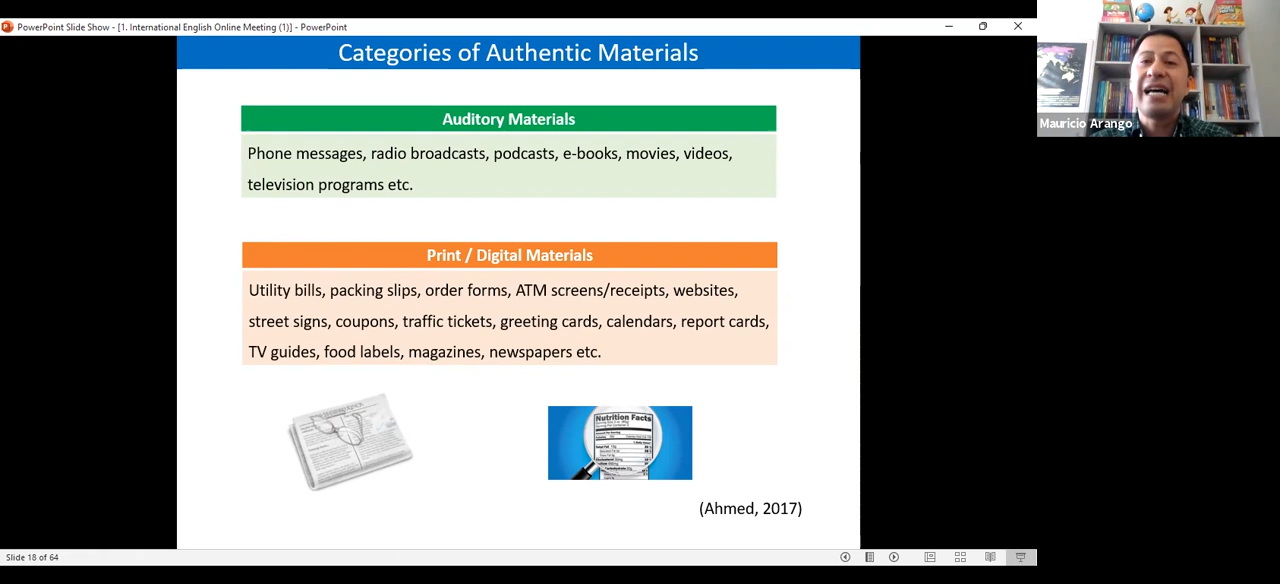 PowerPoint Slide Show - [1. International English Online Meeting (1)] - PowerPoint
Categories of Authentic Materials
Auditory Materials
Phone messages, radio broadcasts, podcasts, e-books, movies, videos,
television programs etc.
Print / Digital Materials
Utility bills, packing slips, order forms, ATM screens/receipts, websites,
street signs, coupons, traffic tickets, greeting cards, calendars, report cards,
TV guides, food labels, magazines, newspapers etc.
Nutrition Facts
(Ahmed, 2017)
Slide 18 of 64
Mauricio Arango